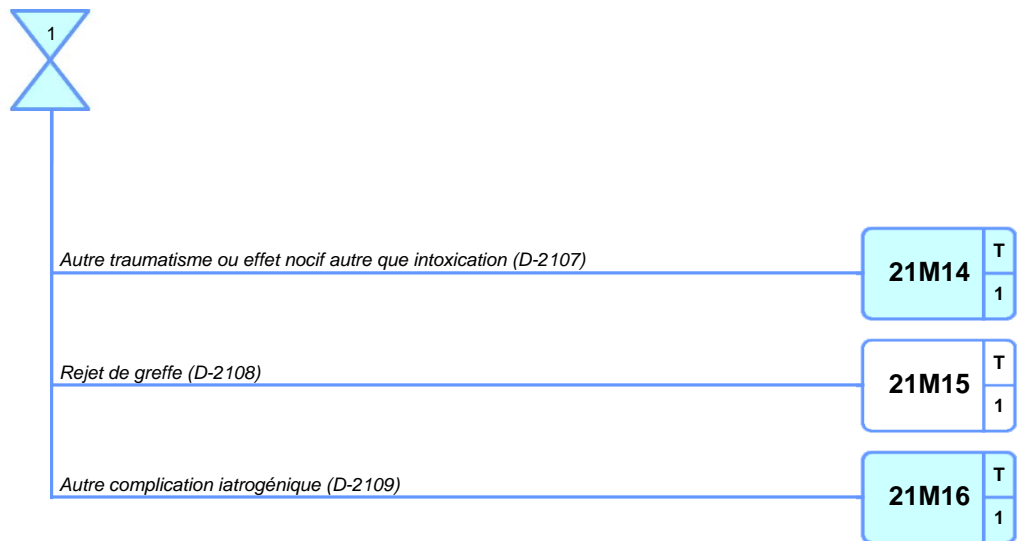 1
Autre traumatisme ou effet nocif autre que intoxication (D-2107)
21M14
T
1
Rejet de greffe (D-2108)
21M15
T
1
Autre complication iatrogénique (D-2109)
21M16
T
1